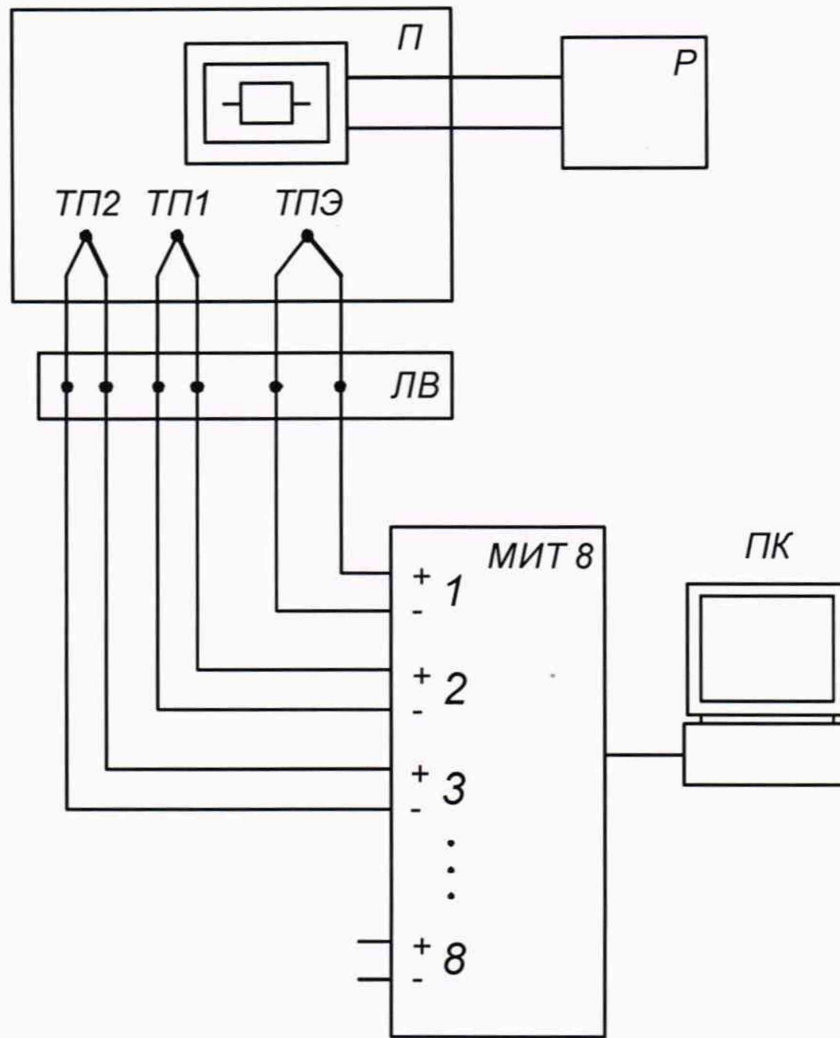 П
Р
ТП2 ТП1 ТПЭ
ЛВ
МИТ 8
ПК
+ 1
-
+ 2
-
+ 3
-
+ 8
-